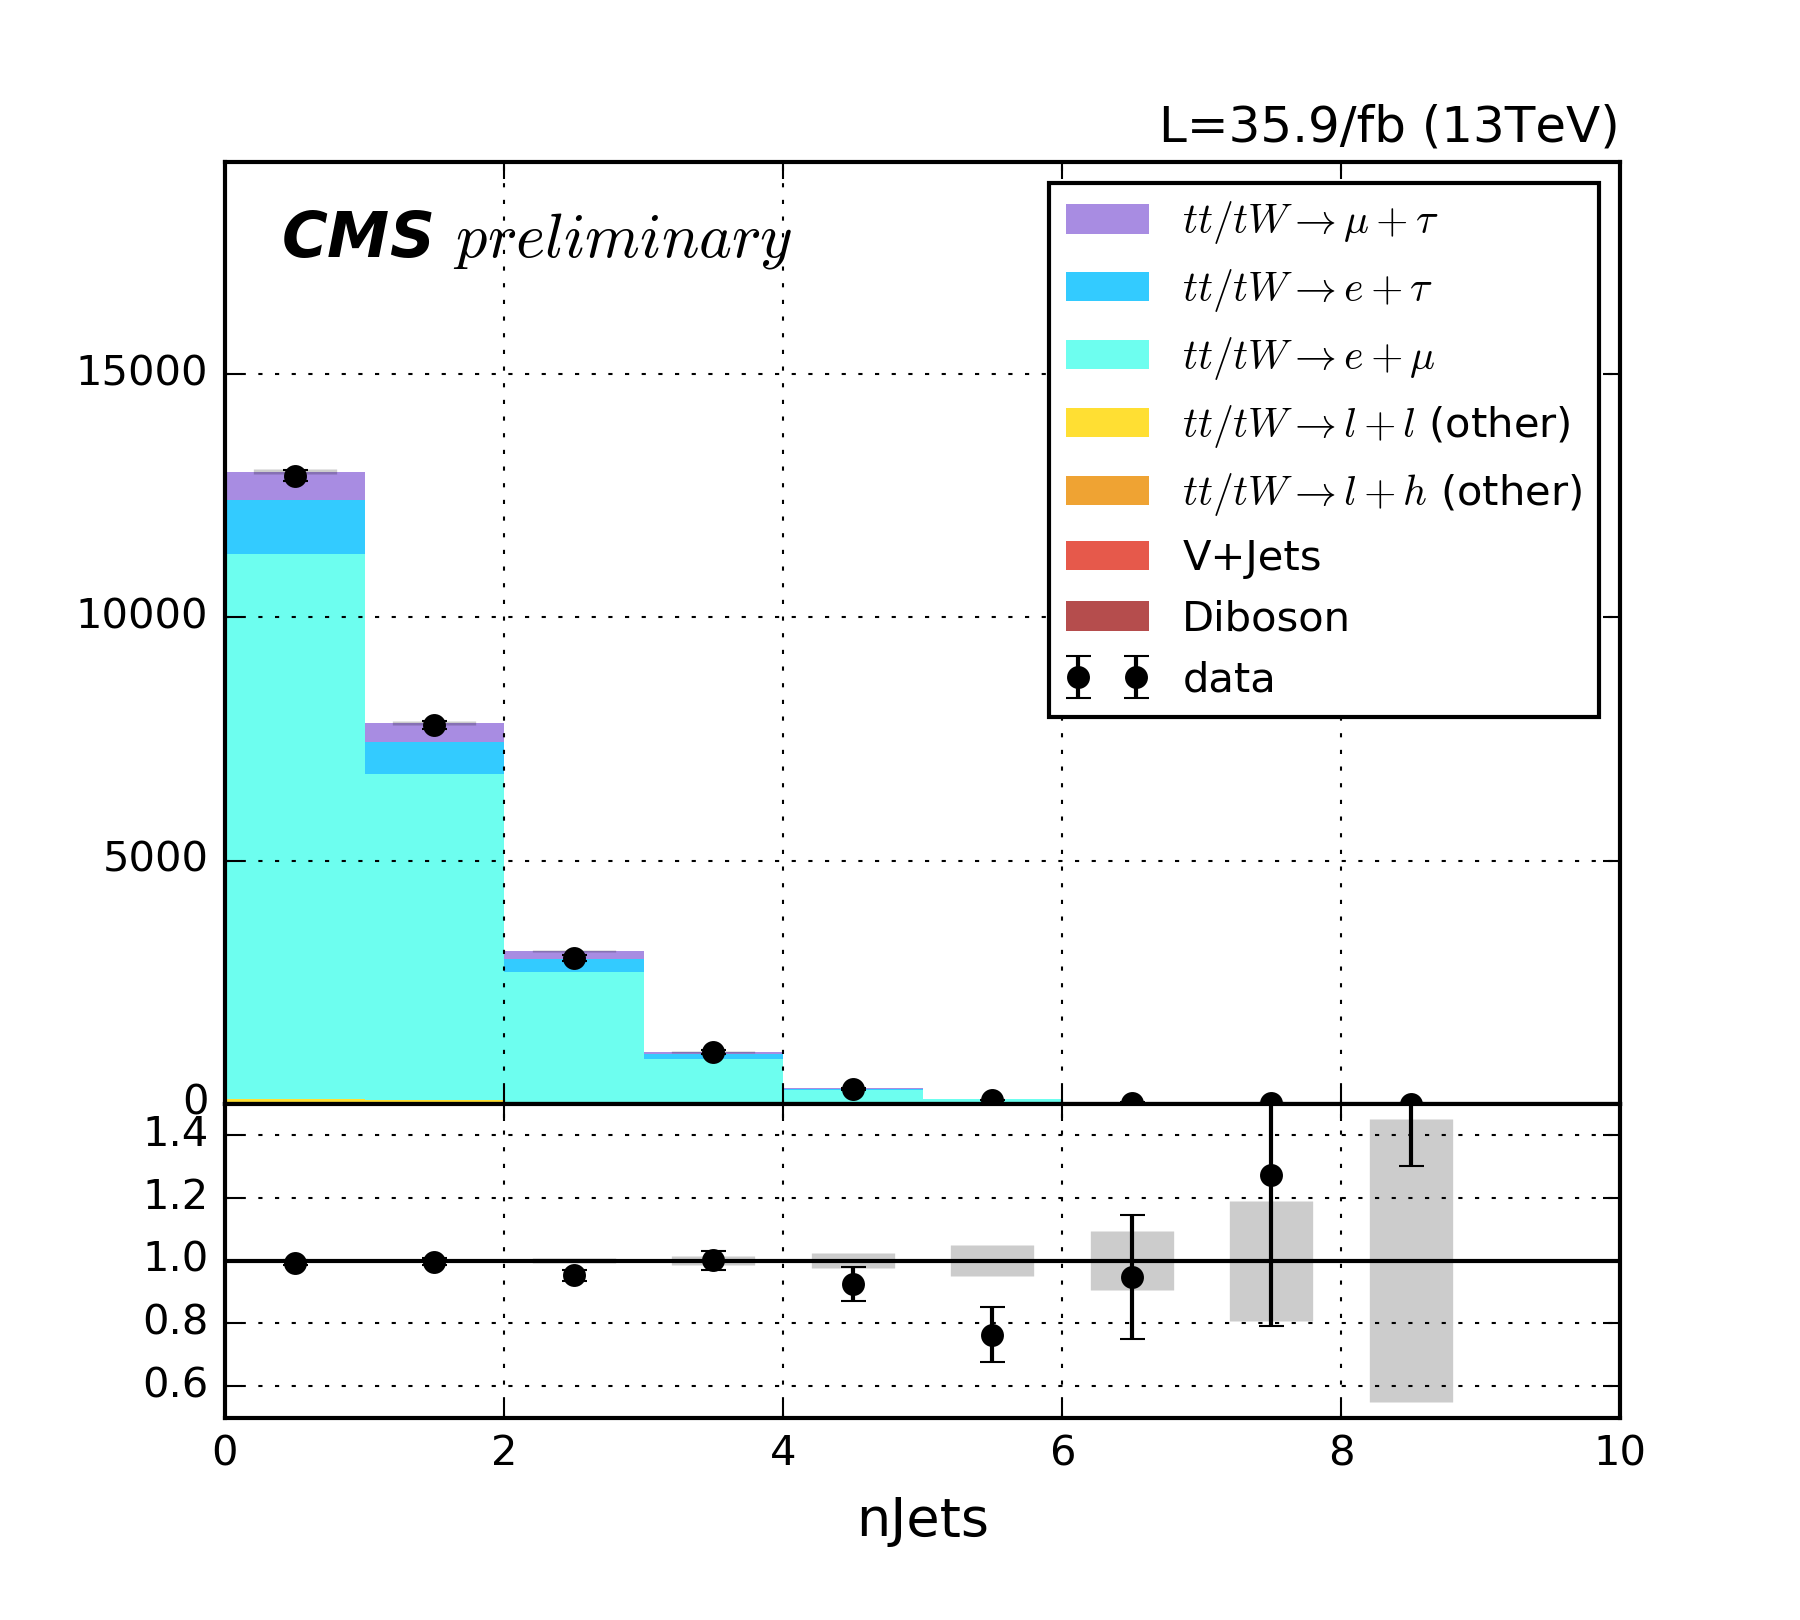 L=35.9/fb (13TeV)
CMS preliminary
tt/tW → μ + τ
tt/tW → e + τ
tt/tW → e + μ
tt/tW → l + l (other)
tt/tW → l + h (other)
V+Jets
Diboson
data
15000
10000
5000
0
1.4
1.2
1.0
0.8
0.6
0 2 4 6 8 10
nJets